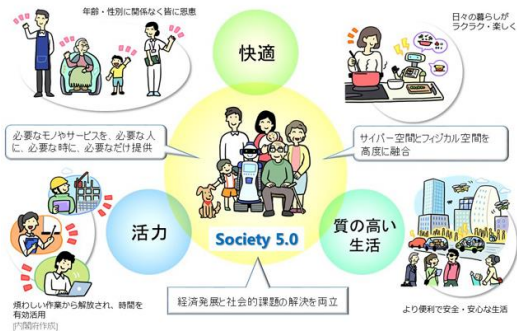 年齢・性別に関係なく皆に恩恵
快適
日々の暮らしが
ラクラク・楽しく
必要なモノやサービスを、必要な人
に、必要な時に、必要なだけ提供
サイバー空間とフィジカル空間を
高度に融合
活力
Society 5.0
質の高い
生活
経済発展と社会的課題の解決を両立
煩わしい作業から解放され、時間を
有効活用
[内閣府作成]
より便利で安全・安心な生活